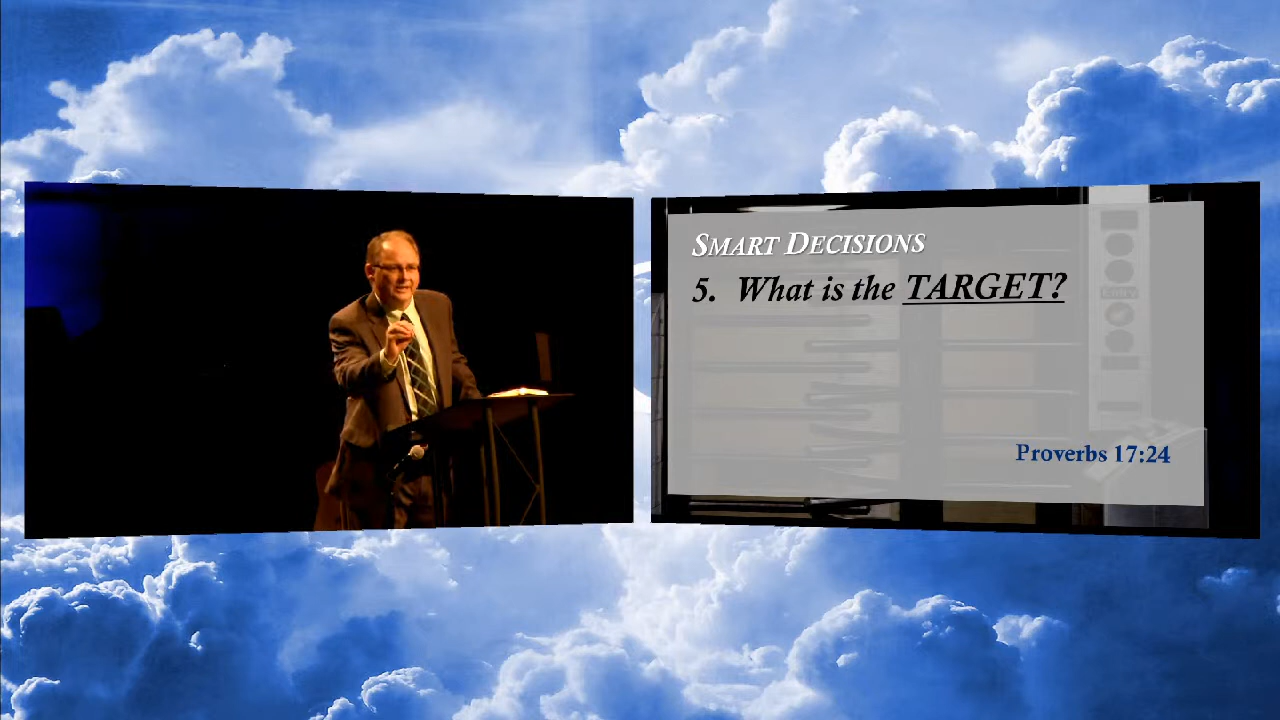 SMART DECISIONS
5. What is the TARGET?
Proverbs 17:24